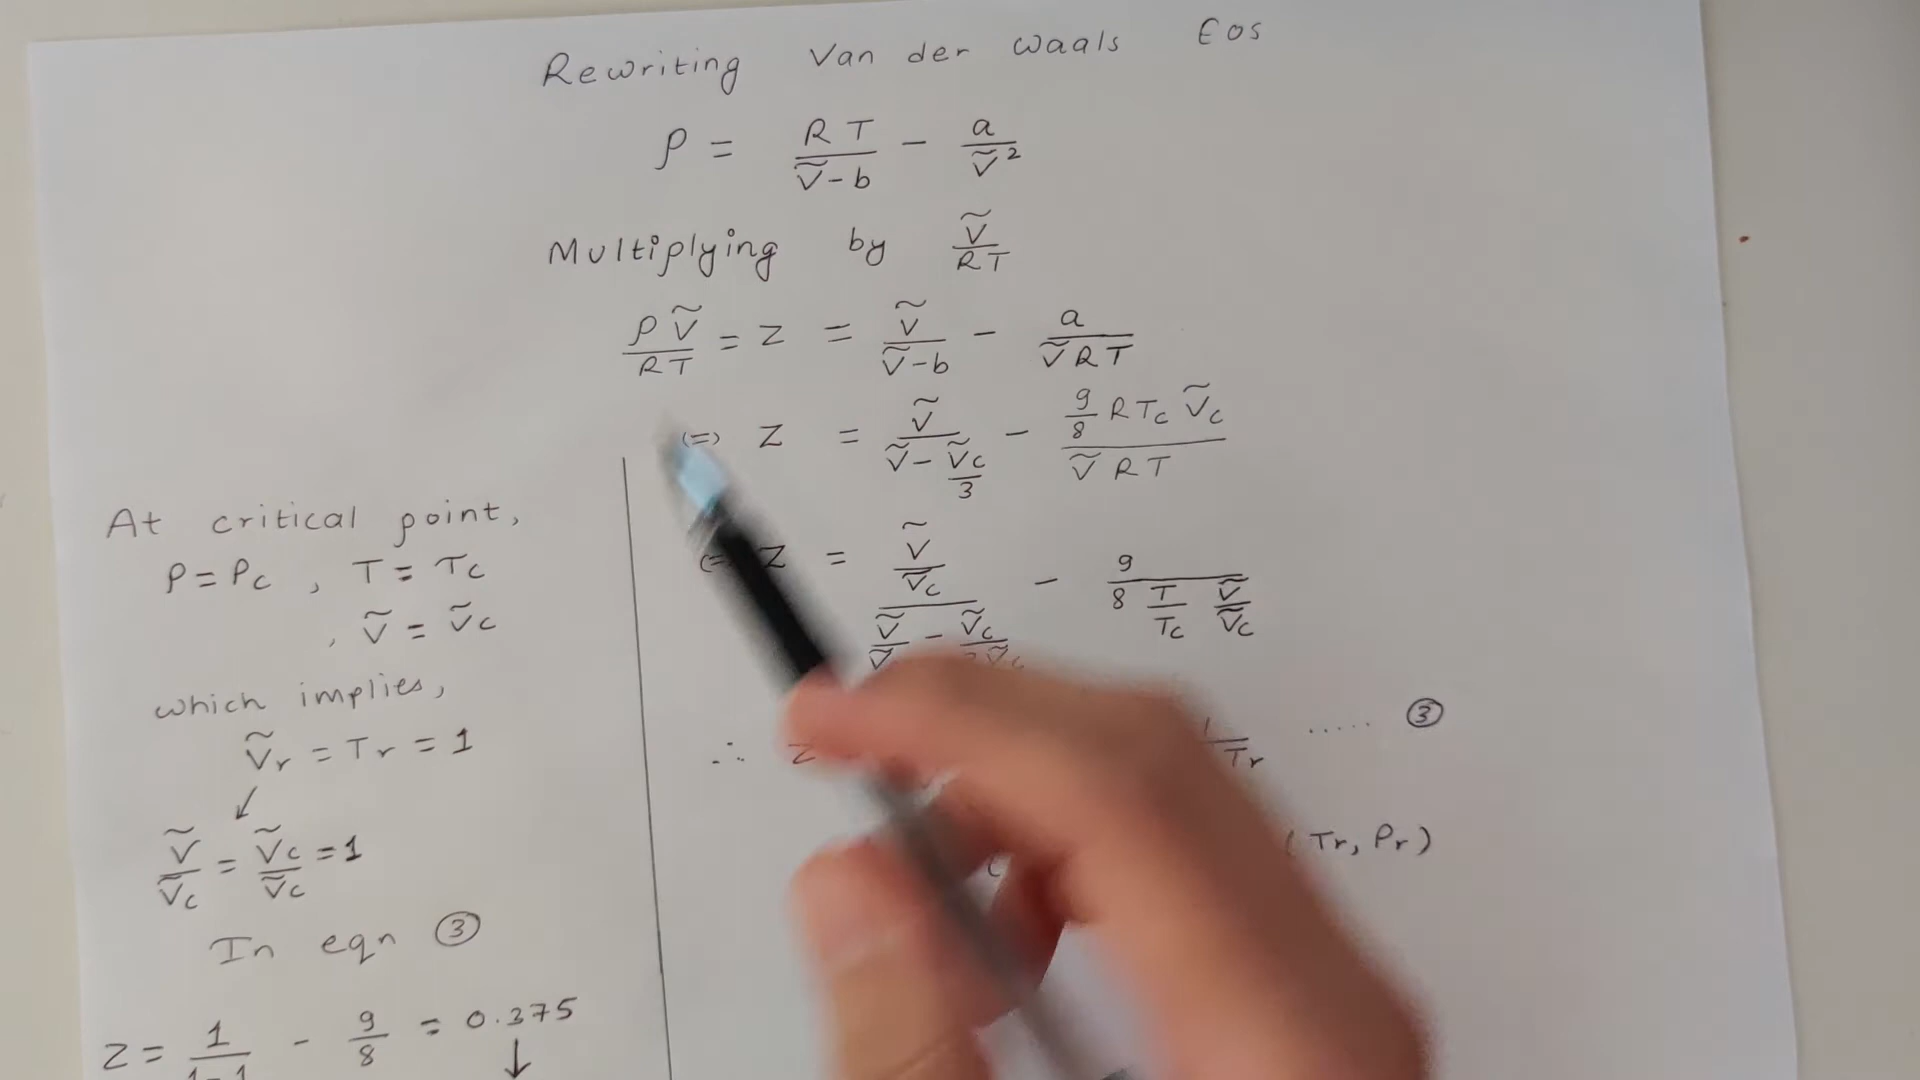 Rewriting Van der Waals EOS
P = RT/(Ṽ-b) - a/Ṽ²
Multiplying by Ṽ/RT
PṼ/RT = Z = Ṽ/(Ṽ-b) - a/(ṼRT)
(=) Z = Ṽ/(Ṽ - Ṽc/3) - (9/8 RTc Ṽc)/(ṼRT)
(= Z = (Ṽ/Ṽc)/(Ṽ/Ṽ - Ṽc/Ṽc) - 9/(8 T/Tc Ṽ/Ṽc)
∴ Z 1/Tr ..... ③
(Tr, Pr)
At critical point,
P = Pc , T = Tc
, Ṽ = Ṽc
which implies,
Ṽr = Tr = 1
↙
Ṽ/Ṽc = Ṽc/Ṽc = 1
In eqn ③
Z = 1/ - 9/8 = 0.375
↓